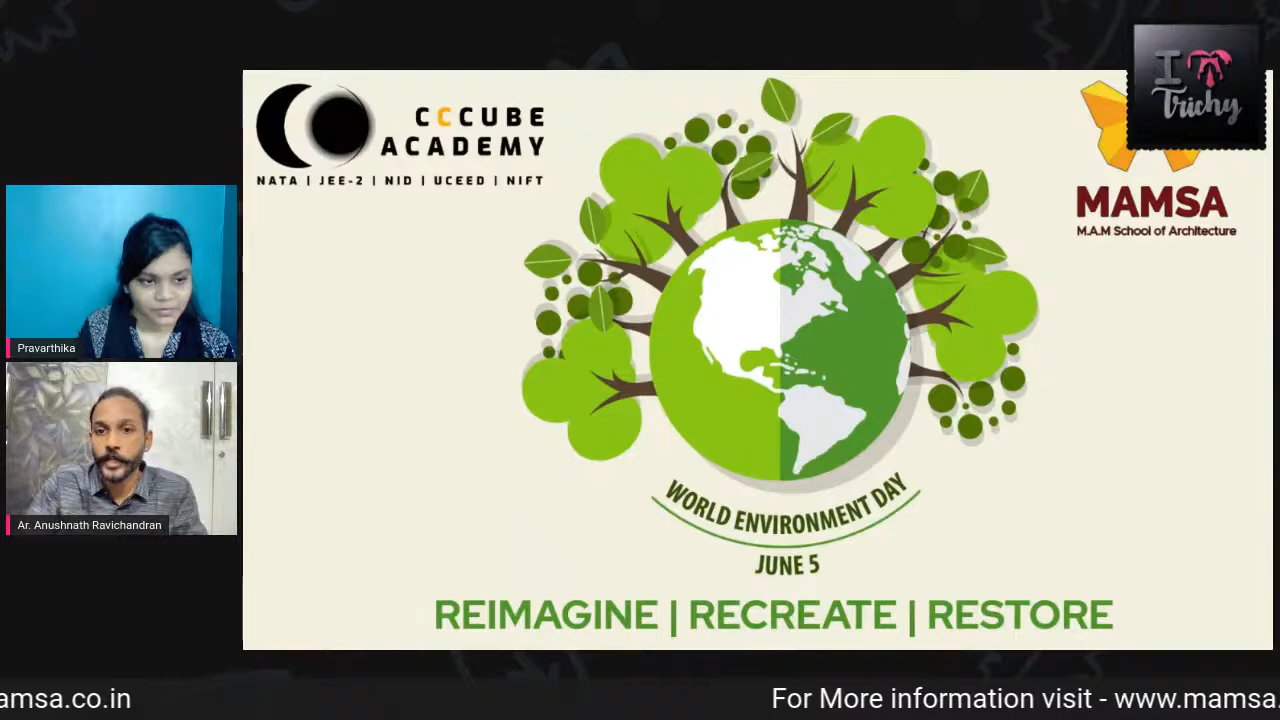 CCCUBE
ACADEMY
NATA | JEE-2 | NID | UCEED | NIFT
I
Trichy
MAMSA
M.A.M School of Architecture
Pravarthika
Ar. Anushnath Ravichandran
WORLD ENVIRONMENT DAY
JUNE 5
REIMAGINE | RECREATE | RESTORE
amsa.co.in For More information visit - www.mamsa.